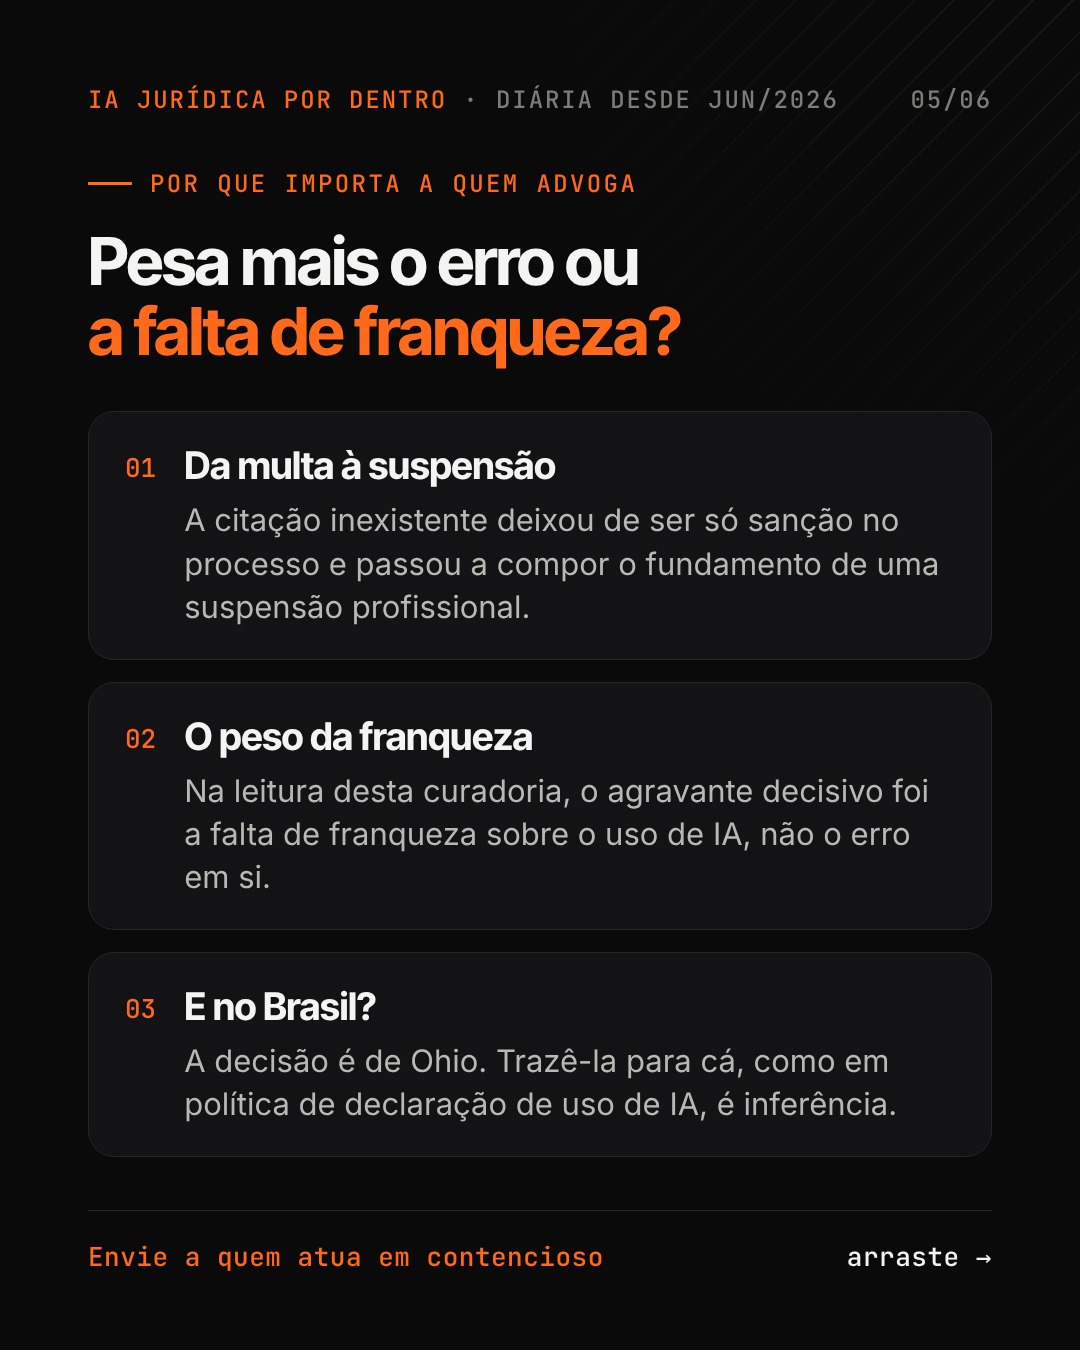 IA JURÍDICA POR DENTRO · DIÁRIA DESDE JUN/2026 05/06
POR QUE IMPORTA A QUEM ADVOGA
Pesa mais o erro ou
a falta de franqueza?
01 Da multa à suspensão
A citação inexistente deixou de ser só sanção no
processo e passou a compor o fundamento de uma
suspensão profissional.
02 O peso da franqueza
Na leitura desta curadoria, o agravante decisivo foi
a falta de franqueza sobre o uso de IA, não o erro
em si.
03 E no Brasil?
A decisão é de Ohio. Trazê-la para cá, como em
política de declaração de uso de IA, é inferência.
Envie a quem atua em contencioso arraste →